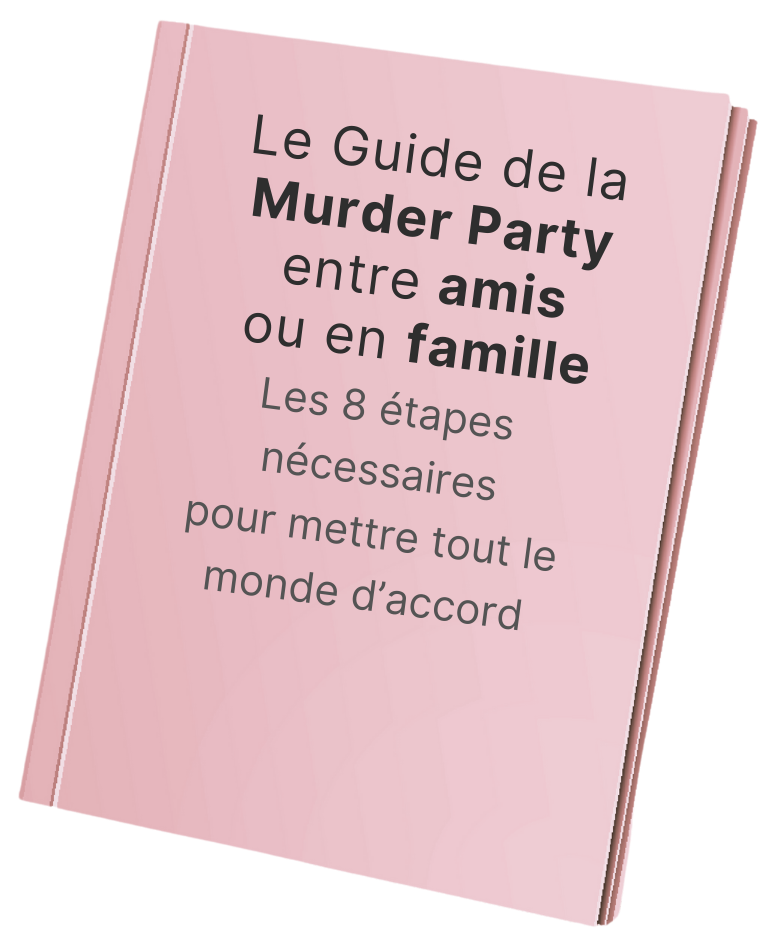 Le Guide de la
Murder Party
entre amis
ou en famille
Les 8 étapes
nécessaires
pour mettre tout le
monde d’accord